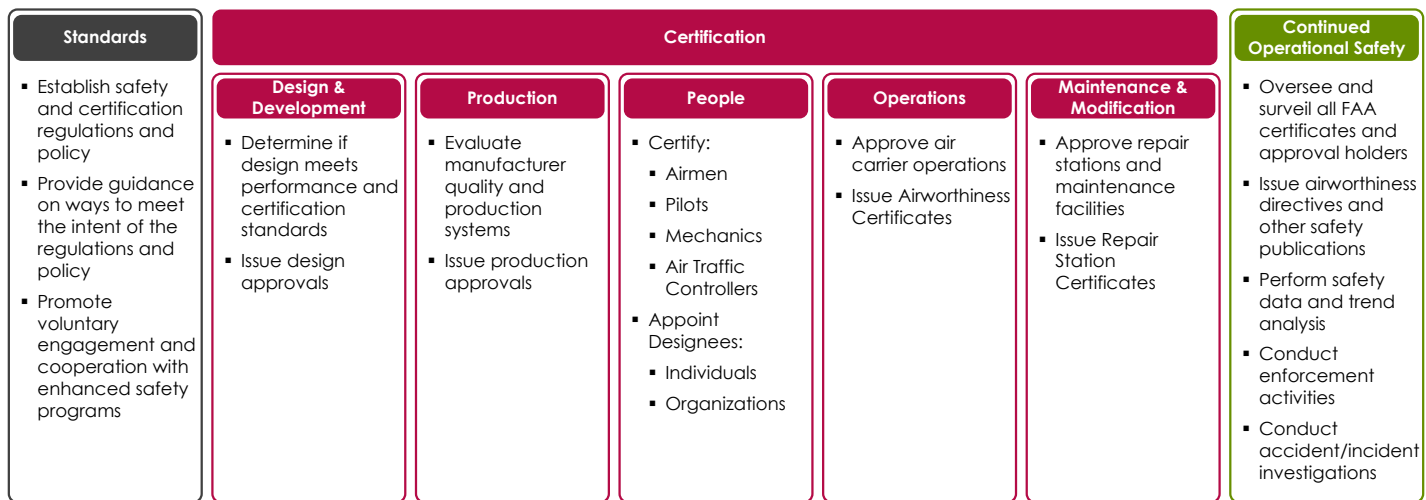 Standards
▪ Establish safety
and certification
regulations and
policy
▪ Provide guidance
on ways to meet
the intent of the
regulations and
policy
▪ Promote
voluntary
engagement and
cooperation with
enhanced safety
programs
Certification
Design &
Development
▪ Determine if
design meets
performance and
certification
standards
▪ Issue design
approvals
Production
▪ Evaluate
manufacturer
quality and
production
systems
▪ Issue production
approvals
People
▪ Certify:
▪ Airmen
▪ Pilots
▪ Mechanics
▪ Air Traffic
Controllers
▪ Appoint
Designees:
▪ Individuals
▪ Organizations
Operations
▪ Approve air
carrier operations
▪ Issue Airworthiness
Certificates
Maintenance &
Modification
▪ Approve repair
stations and
maintenance
facilities
▪ Issue Repair
Station
Certificates
Continued
Operational Safety
▪ Oversee and
surveil all FAA
certificates and
approval holders
▪ Issue airworthiness
directives and
other safety
publications
▪ Perform safety
data and trend
analysis
▪ Conduct
enforcement
activities
▪ Conduct
accident/incident
investigations